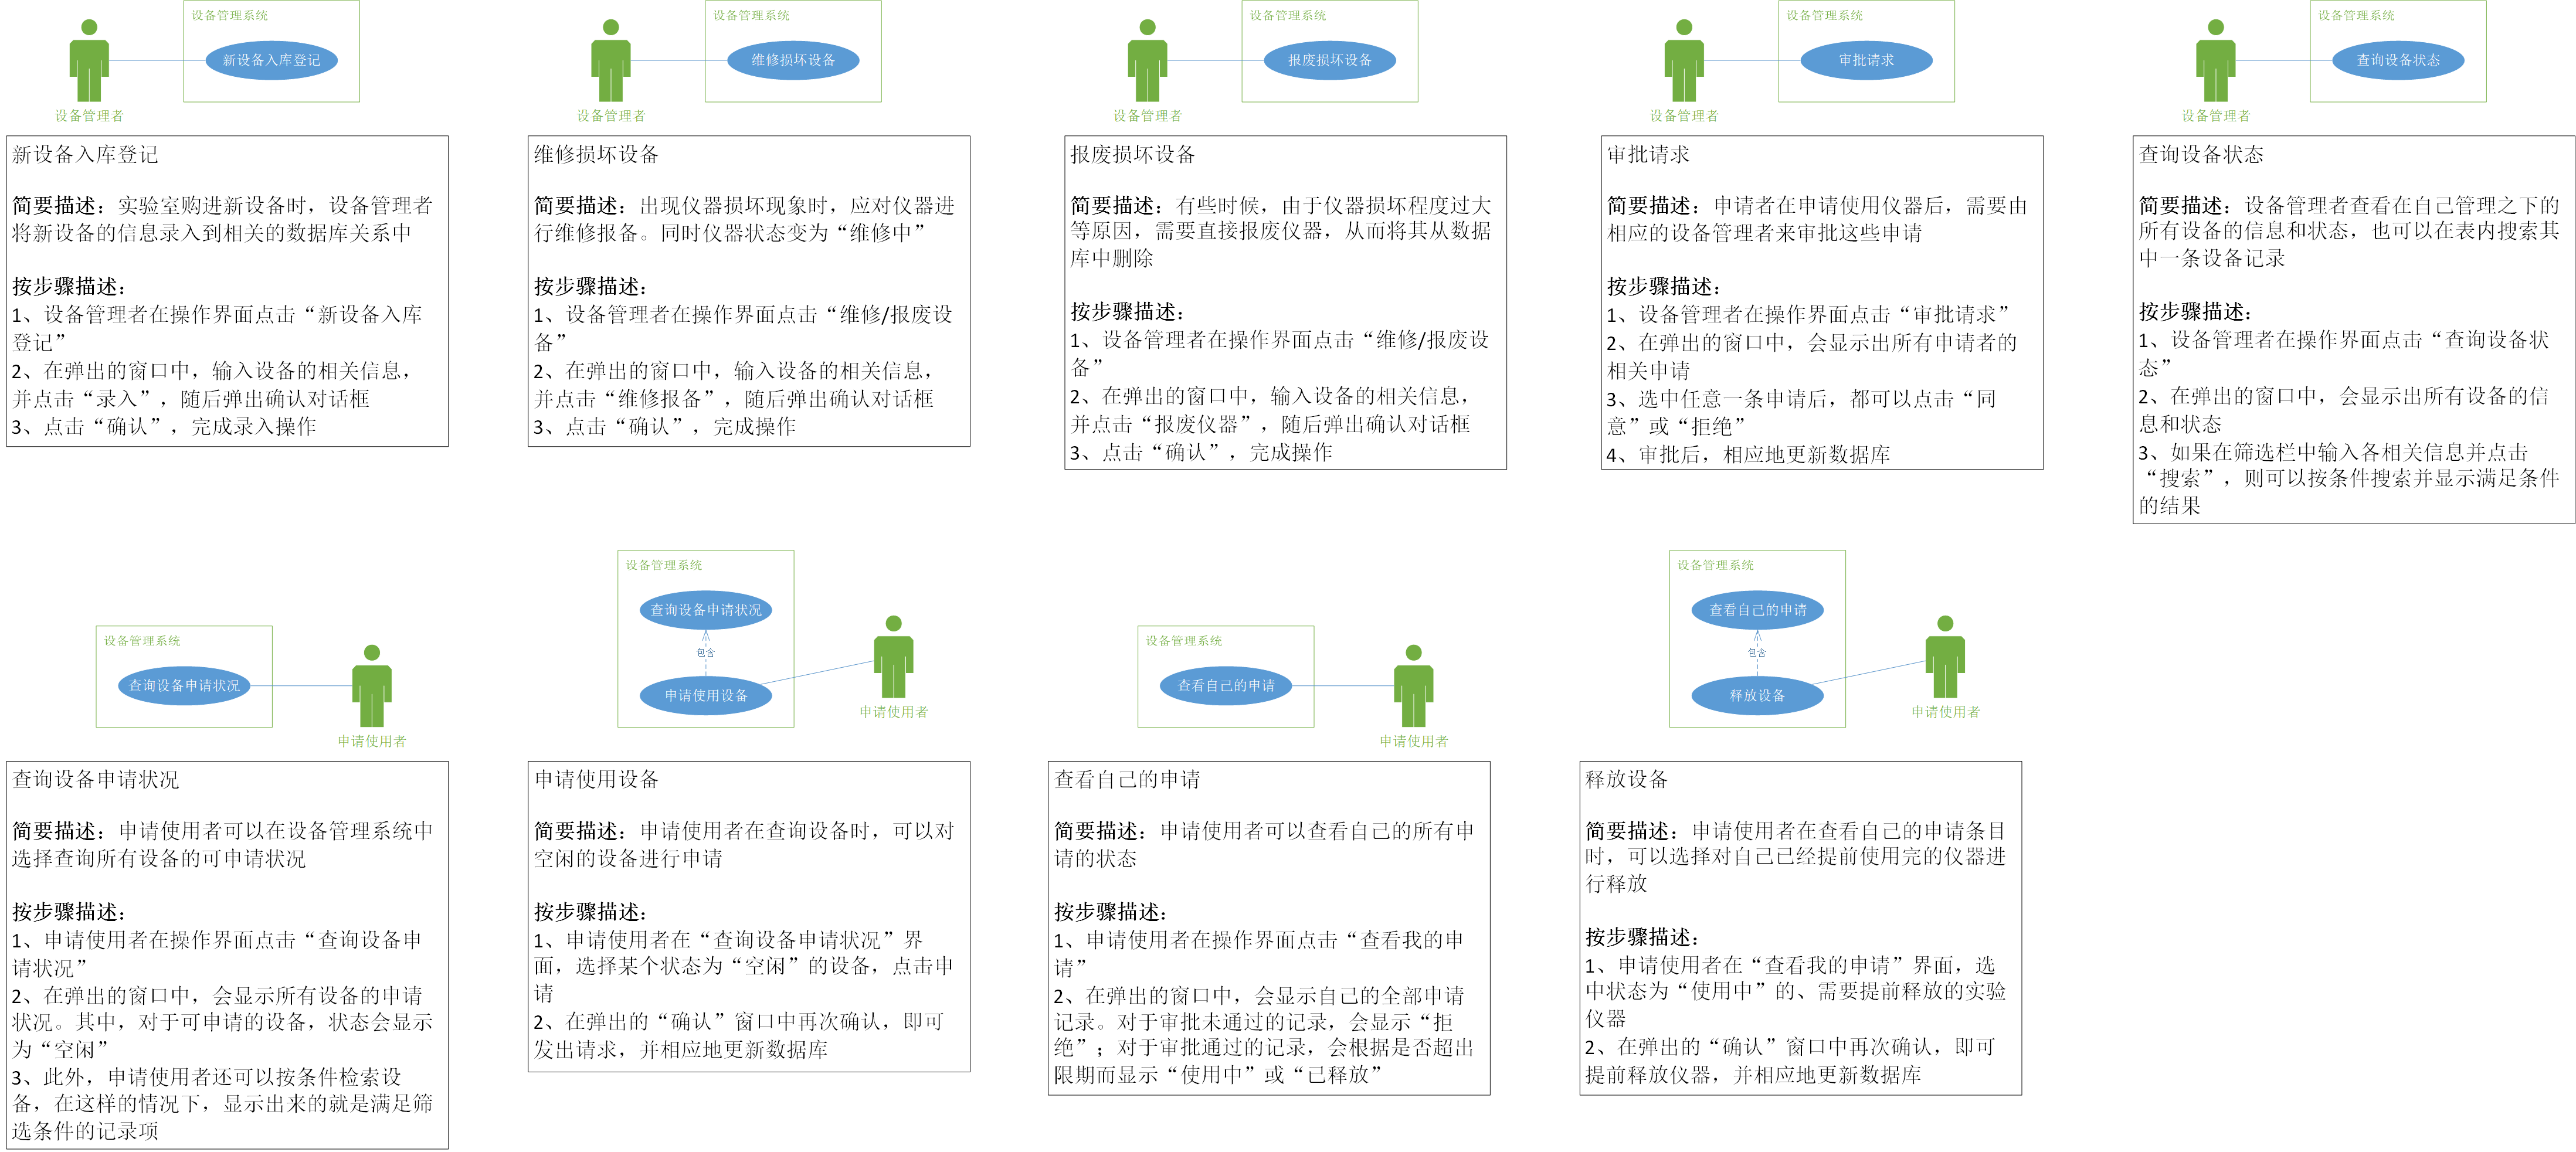 设备管理系统
新设备入库登记
设备管理者
新设备入库登记
简要描述：实验室购进新设备时，设备管理者
将新设备的信息录入到相关的数据库关系中
按步骤描述：
1、设备管理者在操作界面点击“新设备入库
登记”
2、在弹出的窗口中，输入设备的相关信息，
并点击“录入”，随后弹出确认对话框
3、点击“确认”，完成录入操作
设备管理系统
维修损坏设备
设备管理者
维修损坏设备
简要描述：出现仪器损坏现象时，应对仪器进
行维修报备。同时仪器状态变为“维修中”
按步骤描述：
1、设备管理者在操作界面点击“维修/报废设
备”
2、在弹出的窗口中，输入设备的相关信息，
并点击“维修报备”，随后弹出确认对话框
3、点击“确认”，完成操作
设备管理系统
报废损坏设备
设备管理者
报废损坏设备
简要描述：有些时候，由于仪器损坏程度过大
等原因，需要直接报废仪器，从而将其从数据
库中删除
按步骤描述：
1、设备管理者在操作界面点击“维修/报废设
备”
2、在弹出的窗口中，输入设备的相关信息，
并点击“报废仪器”，随后弹出确认对话框
3、点击“确认”，完成操作
设备管理系统
审批请求
设备管理者
审批请求
简要描述：申请者在申请使用仪器后，需要由
相应的设备管理者来审批这些申请
按步骤描述：
1、设备管理者在操作界面点击“审批请求”
2、在弹出的窗口中，会显示出所有申请者的
相关申请
3、选中任意一条申请后，都可以点击“同
意”或“拒绝”
4、审批后，相应地更新数据库
设备管理系统
查询设备状态
设备管理者
查询设备状态
简要描述：设备管理者查看在自己管理之下的
所有设备的信息和状态，也可以在表内搜索其
中一条设备记录
按步骤描述：
1、设备管理者在操作界面点击“查询设备状
态”
2、在弹出的窗口中，会显示出所有设备的信
息和状态
3、如果在筛选栏中输入各相关信息并点击
“搜索”，则可以按条件搜索并显示满足条件
的结果
设备管理系统
查询设备申请状况
申请使用者
查询设备申请状况
简要描述：申请使用者可以在设备管理系统中
选择查询所有设备的可申请状况
按步骤描述：
1、申请使用者在操作界面点击“查询设备申
请状况”
2、在弹出的窗口中，会显示所有设备的申请
状况。其中，对于可申请的设备，状态会显示
为“空闲”
3、此外，申请使用者还可以按条件检索设
备，在这样的情况下，显示出来的就是满足筛
选条件的记录项
设备管理系统
查询设备申请状况
包含
申请使用设备
申请使用者
申请使用设备
简要描述：申请使用者在查询设备时，可以对
空闲的设备进行申请
按步骤描述：
1、申请使用者在“查询设备申请状况”界
面，选择某个状态为“空闲”的设备，点击申
请
2、在弹出的“确认”窗口中再次确认，即可
发出请求，并相应地更新数据库
设备管理系统
查看自己的申请
申请使用者
查看自己的申请
简要描述：申请使用者可以查看自己的所有申
请的状态
按步骤描述：
1、申请使用者在操作界面点击“查看我的申
请”
2、在弹出的窗口中，会显示自己的全部申请
记录。对于审批未通过的记录，会显示“拒
绝”；对于审批通过的记录，会根据是否超出
限期而显示“使用中”或“已释放”
设备管理系统
查看自己的申请
包含
释放设备
申请使用者
释放设备
简要描述：申请使用者在查看自己的申请条目
时，可以选择对自己已经提前使用完的仪器进
行释放
按步骤描述：
1、申请使用者在“查看我的申请”界面，选
中状态为“使用中”的、需要提前释放的实验
仪器
2、在弹出的“确认”窗口中再次确认，即可
提前释放仪器，并相应地更新数据库